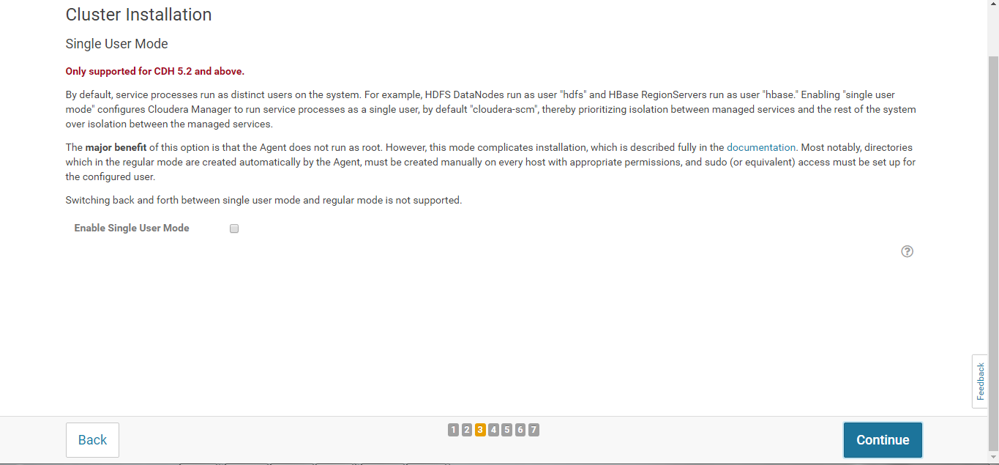 Cluster Installation
Single User Mode
Only supported for CDH 5.2 and above.
By default, service processes run as distinct users on the system. For example, HDFS DataNodes run as user "hdfs" and HBase RegionServers run as user "hbase." Enabling "single user
mode" configures Cloudera Manager to run service processes as a single user, by default "cloudera-scm", thereby prioritizing isolation between managed services and the rest of the system
over isolation between the managed services.
The major benefit of this option is that the Agent does not run as root. However, this mode complicates installation, which is described fully in the documentation. Most notably, directories
which in the regular mode are created automatically by the Agent, must be created manually on every host with appropriate permissions, and sudo (or equivalent) access must be set up for
the configured user.
Switching back and forth between single user mode and regular mode is not supported.
Enable Single User Mode
?
Feedback
Back
1 2 3 4 5 6 7
Continue